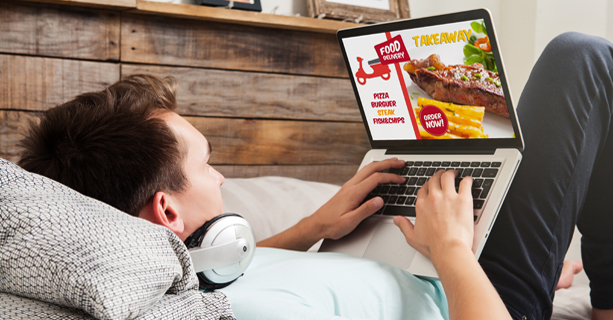 FOOD
DELIVERY
TAKEAWAY
PIZZA
BURGUER
STEAK
FISH&CHIPS
ORDER
NOW!